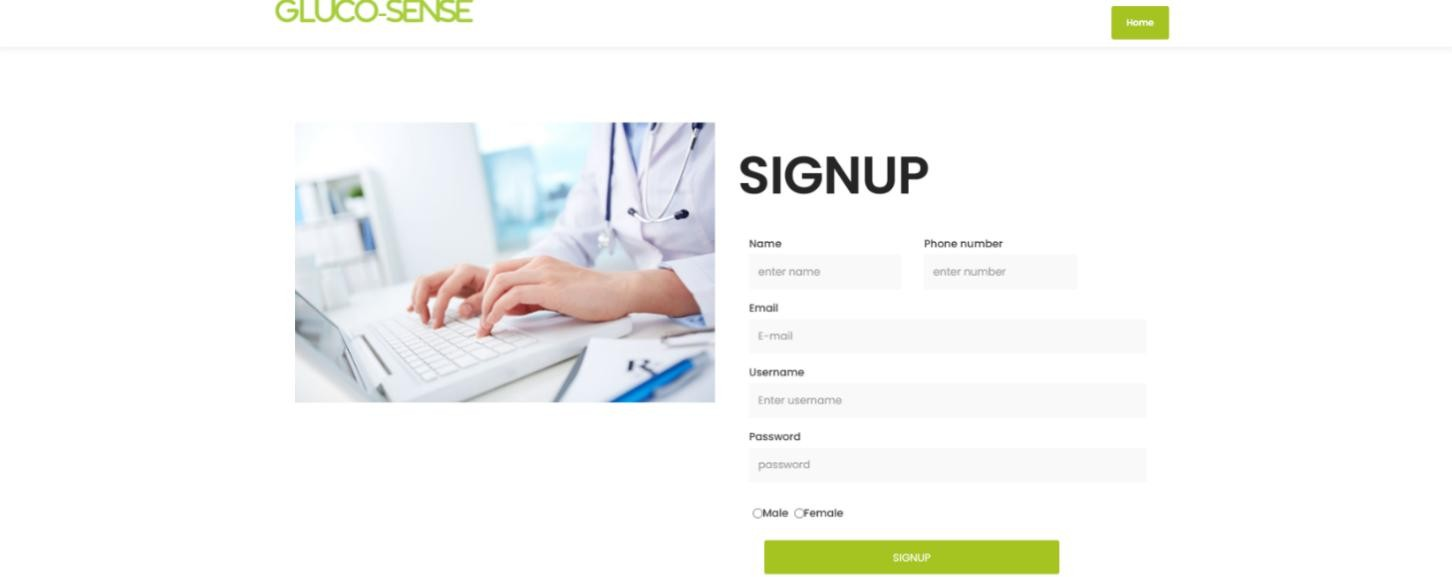 GLUCO-SENSE
Home
SIGNUP
Name Phone number
enter name enter number
Email
E-mail
Username
Enter username
Password
password
Male Female
SIGNUP